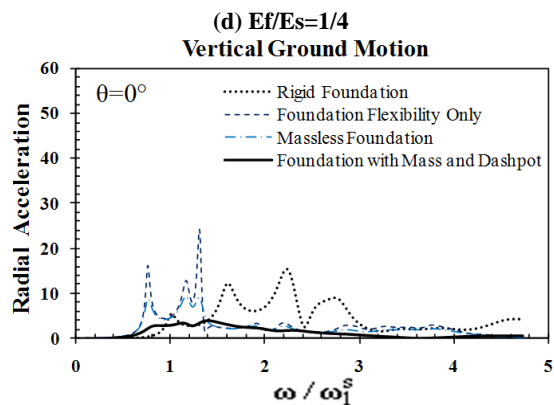 (d) Ef/Es=1/4
Vertical Ground Motion
60
50
40
30
20
10
0
Radial Acceleration
θ=0°
Rigid Foundation
Foundation Flexibility Only
Massless Foundation
Foundation with Mass and Dashpot
0 1 2 3 4 5
ω / ω₁ˢ